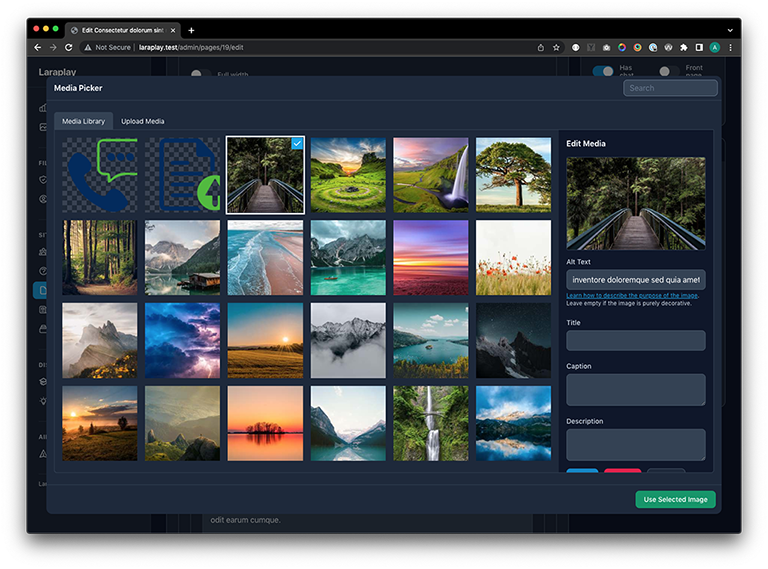 Edit Consectetur dolorum sint
Not Secure | laraplay.test/admin/pages/19/edit
A
Laraplay
Full width
Has
chat
Front
page
Media Picker
Search
Media Library
Upload Media
Edit Media
Alt Text
inventore doloremque sed quia amet
Learn how to describe the purpose of the image.
Leave empty if the image is purely decorative.
Title
Caption
Description
Use Selected Image
odit earum cumque.